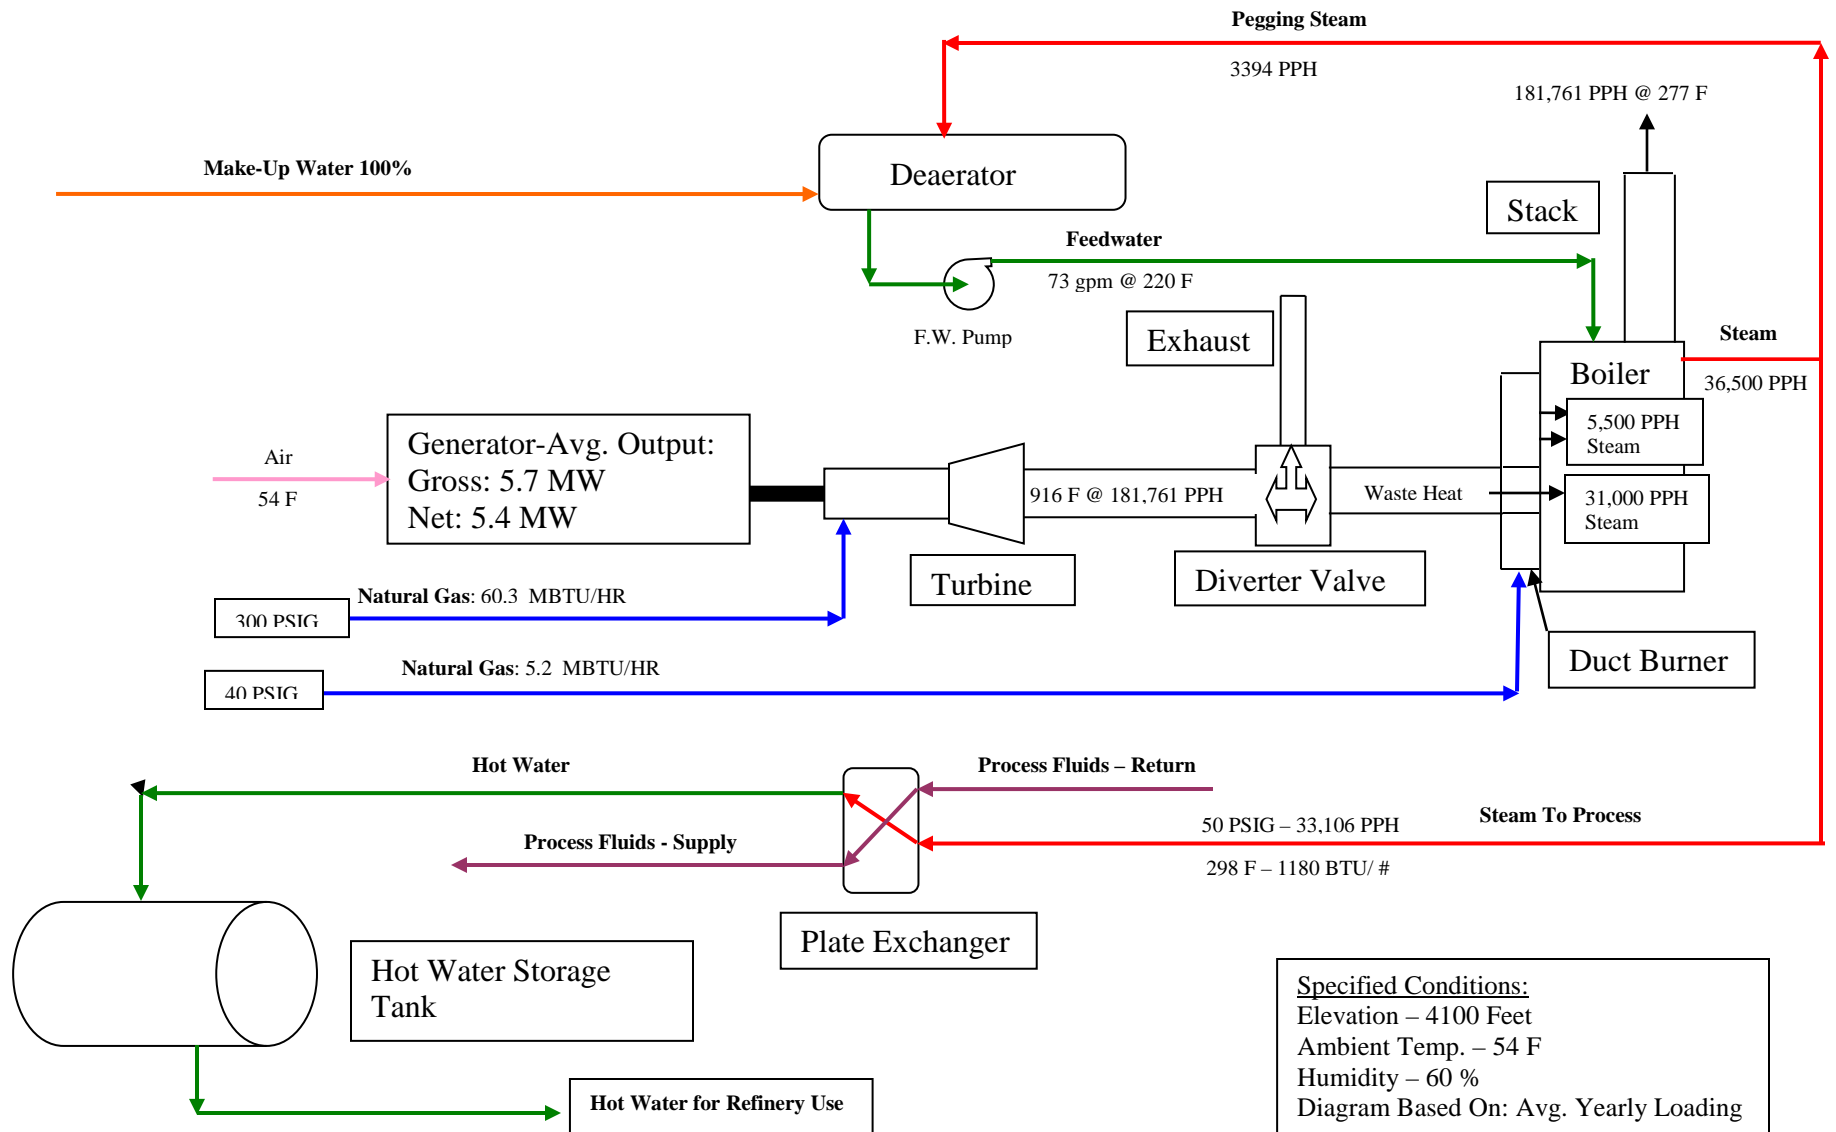 Pegging Steam
3394 PPH
181,761 PPH @ 277 F
Make-Up Water 100%
Deaerator
Stack
Feedwater
73 gpm @ 220 F
F.W. Pump
Exhaust
Steam
36,500 PPH
Boiler
5,500 PPH
Steam
31,000 PPH
Steam
Air
54 F
Generator-Avg. Output:
Gross: 5.7 MW
Net: 5.4 MW
916 F @ 181,761 PPH
Waste Heat
Turbine
Diverter Valve
Natural Gas: 60.3 MBTU/HR
300 PSIG
Natural Gas: 5.2 MBTU/HR
40 PSIG
Duct Burner
Hot Water
Process Fluids – Return
50 PSIG – 33,106 PPH
Steam To Process
Process Fluids - Supply
298 F – 1180 BTU/ #
Plate Exchanger
Hot Water Storage
Tank
Specified Conditions:
Elevation – 4100 Feet
Ambient Temp. – 54 F
Humidity – 60 %
Diagram Based On: Avg. Yearly Loading
Hot Water for Refinery Use